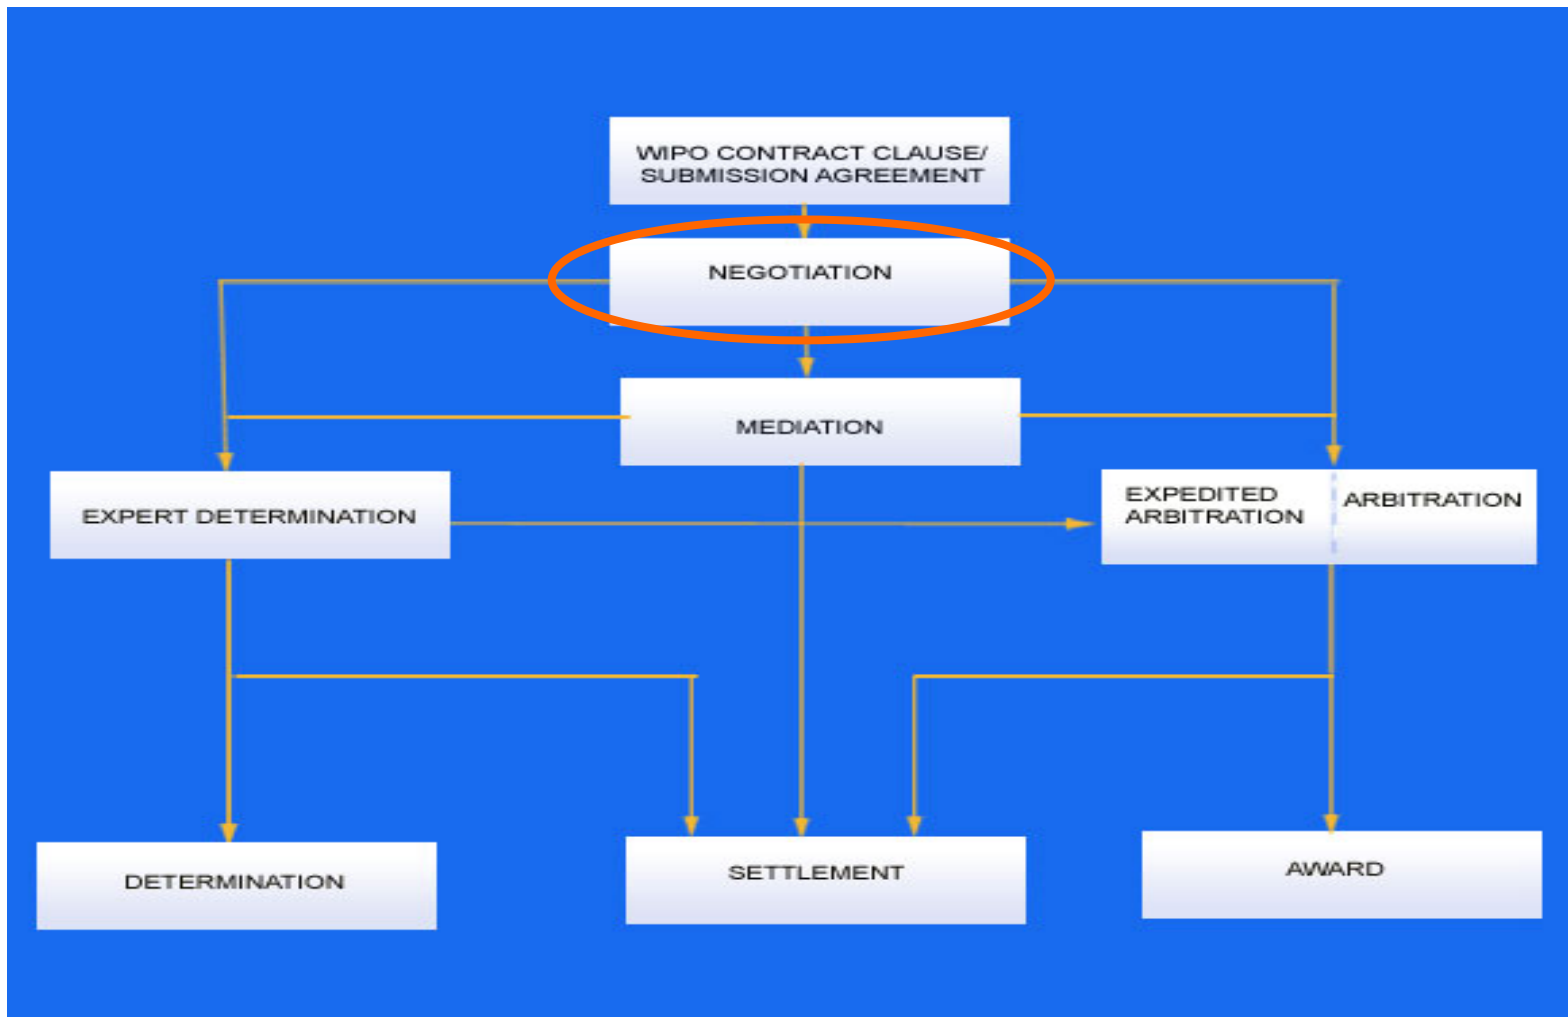 WIPO CONTRACT CLAUSE/
SUBMISSION AGREEMENT
NEGOTIATION
MEDIATION
EXPERT DETERMINATION
EXPEDITED
ARBITRATION
ARBITRATION
DETERMINATION
SETTLEMENT
AWARD